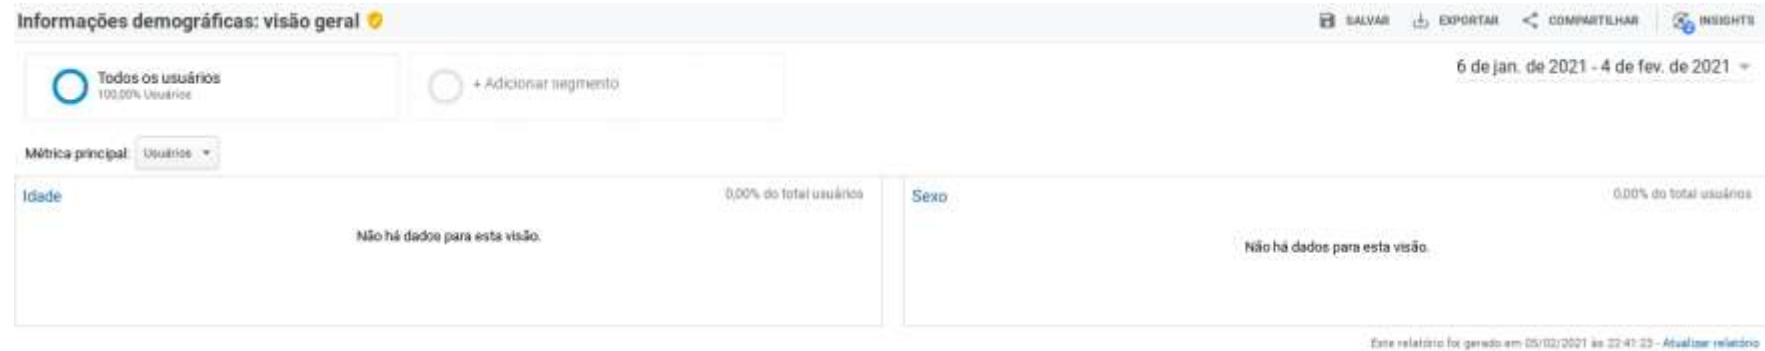 Informações demográficas: visão geral
SALVAR EXPORTAR COMPARTILHAR INSIGHTS
Todos os usuários
100,00% Usuários
+ Adicionar segmento
6 de jan. de 2021 - 4 de fev. de 2021
Métrica principal: Usuários
Idade
0,00% do total usuários
Não há dados para esta visão.
Sexo
0,00% do total usuários
Não há dados para esta visão.
Este relatório foi gerado em 05/02/2021 às 22:41:23 - Atualizar relatório